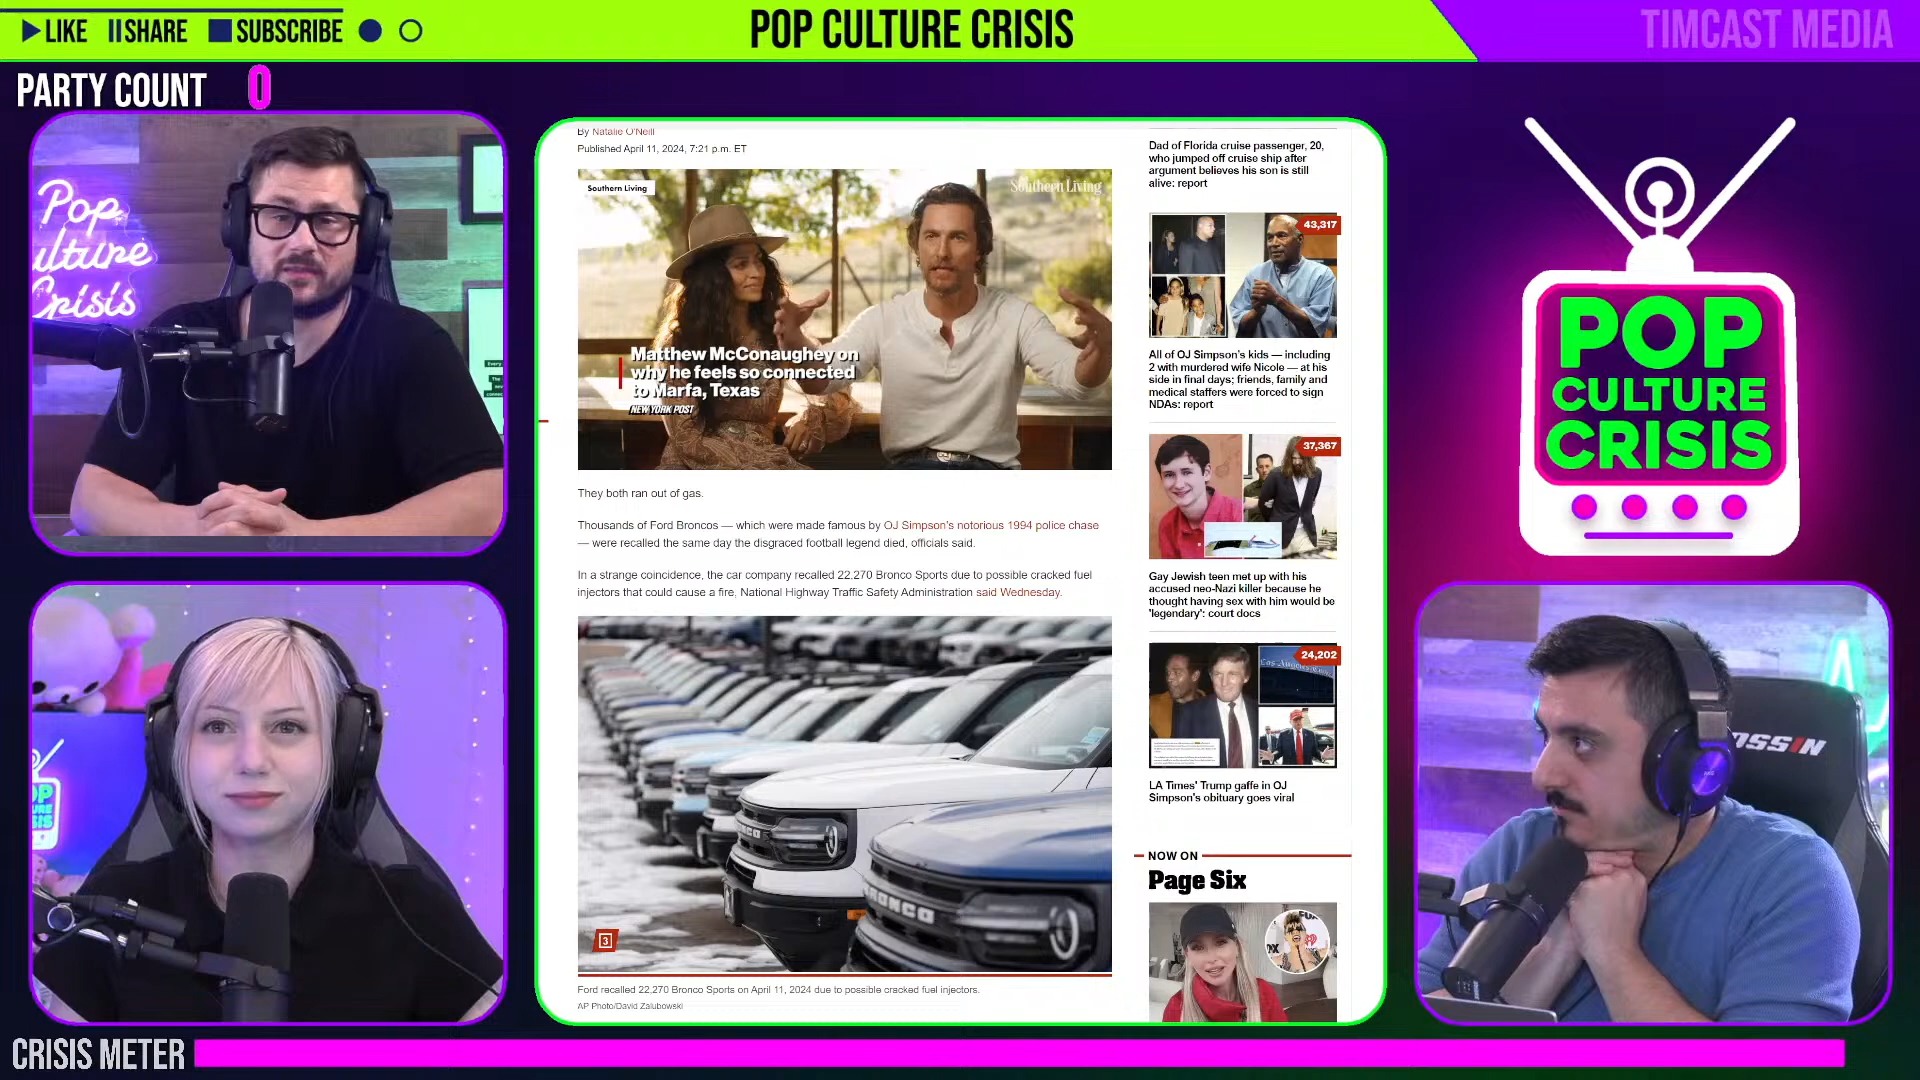 LIKE SHARE SUBSCRIBE
POP CULTURE CRISIS
TIMCAST MEDIA
PARTY COUNT 0
Pop
ulture
Crisis
By Natalie O'Neill
Published April 11, 2024, 7:21 p.m. ET
Southern Living
Southern Living
Matthew McConaughey on
why he feels so connected
to Marfa, Texas
NEW YORK POST
They both ran out of gas.
Thousands of Ford Broncos — which were made famous by OJ Simpson's notorious 1994 police chase
— were recalled the same day the disgraced football legend died, officials said.
In a strange coincidence, the car company recalled 22,270 Bronco Sports due to possible cracked fuel
injectors that could cause a fire, National Highway Traffic Safety Administration said Wednesday.
BRONCO
BRONCO
3
Ford recalled 22,270 Bronco Sports on April 11, 2024 due to possible cracked fuel injectors.
AP Photo/David Zalubowski
Dad of Florida cruise passenger, 20,
who jumped off cruise ship after
argument believes his son is still
alive: report
43,317
All of OJ Simpson's kids — including
2 with murdered wife Nicole — at his
side in final days; friends, family and
medical staffers were forced to sign
NDAs: report
37,367
Gay Jewish teen met up with his
accused neo-Nazi killer because he
thought having sex with him would be
'legendary': court docs
24,202
LA Times' Trump gaffe in OJ
Simpson's obituary goes viral
NOW ON
Page Six
POP
CULTURE
CRISIS
OSSIN
CRISIS METER